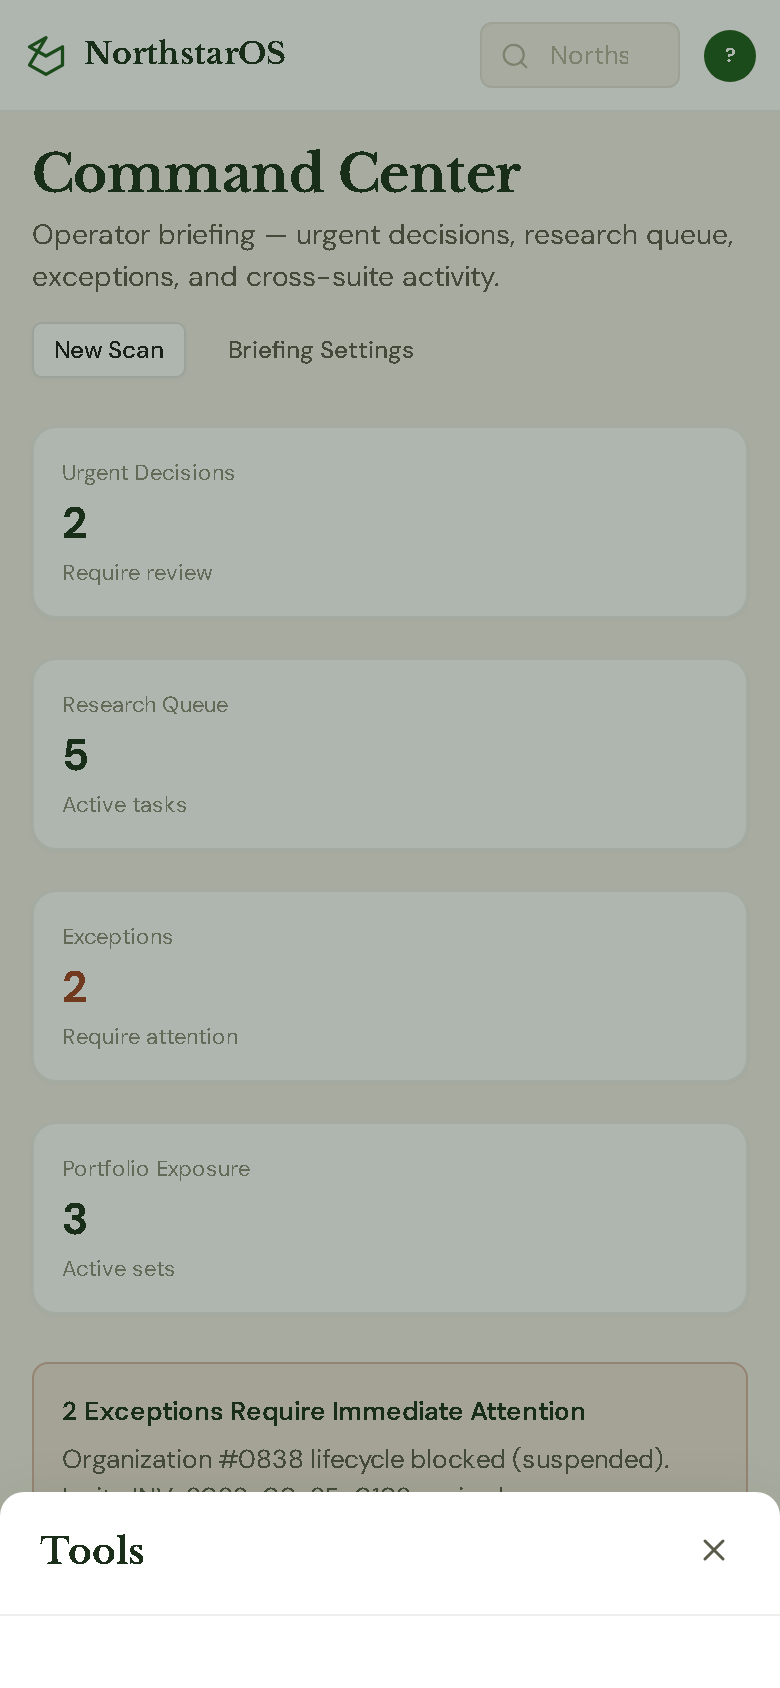 NorthstarOS
Norths
?
Command Center
Operator briefing — urgent decisions, research queue,
exceptions, and cross-suite activity.
New Scan
Briefing Settings
Urgent Decisions
2
Require review
Research Queue
5
Active tasks
Exceptions
2
Require attention
Portfolio Exposure
3
Active sets
2 Exceptions Require Immediate Attention
Organization #0838 lifecycle blocked (suspended).
Tools